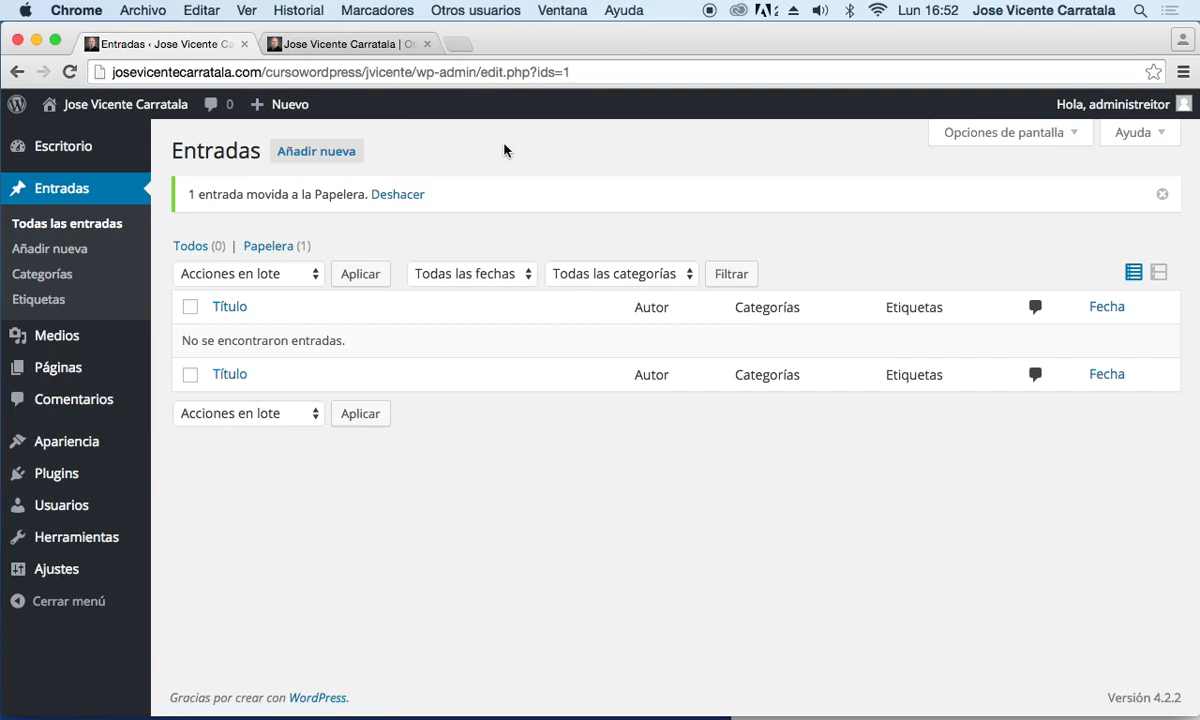 Chrome Archivo Editar Ver Historial Marcadores Otros usuarios Ventana Ayuda 2 Lun 16:52 Jose Vicente Carratala
Entradas ‹ Jose Vicente Ca × Jose Vicente Carratala | Ot ×
josevicentecarratala.com/cursowordpress/jvicente/wp-admin/edit.php?ids=1
Jose Vicente Carratala 0 + Nuevo Hola, administreitor
Opciones de pantalla Ayuda
Escritorio
Entradas
Todas las entradas
Añadir nueva
Categorías
Etiquetas
Medios
Páginas
Comentarios
Apariencia
Plugins
Usuarios
Herramientas
Ajustes
Cerrar menú
Entradas Añadir nueva
1 entrada movida a la Papelera. Deshacer
Todos (0) | Papelera (1)
Acciones en lote Aplicar Todas las fechas Todas las categorías Filtrar
Título Autor Categorías Etiquetas Fecha
No se encontraron entradas.
Título Autor Categorías Etiquetas Fecha
Acciones en lote Aplicar
Gracias por crear con WordPress. Versión 4.2.2